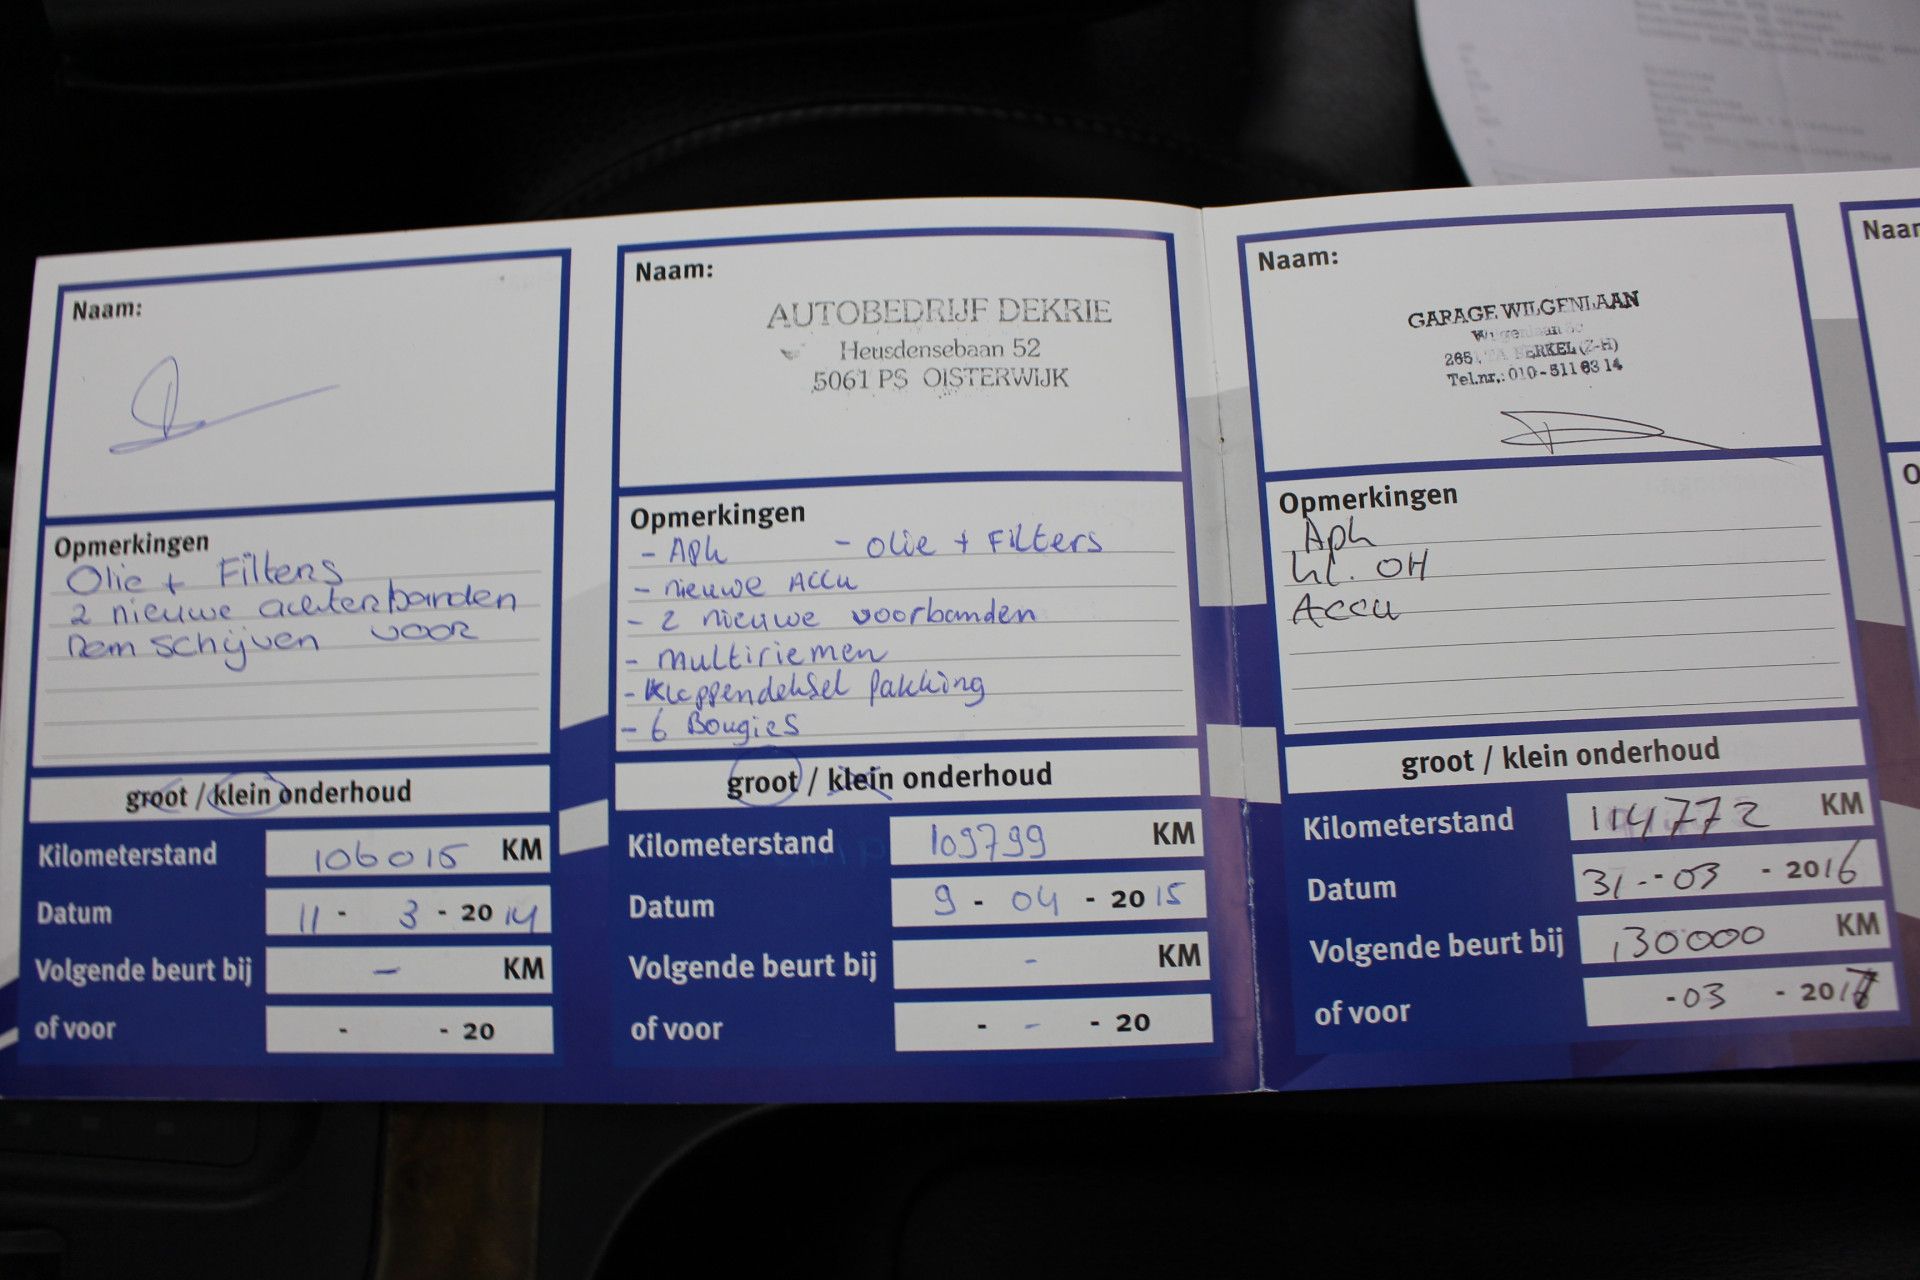 Naam:
Opmerkingen
Olie + Filters
2 nieuwe achterbanden
Remschijven voor
groot / klein onderhoud
Kilometerstand 106015 KM
Datum 11 - 3 - 2014
Volgende beurt bij - KM
of voor - - 20
Naam:
AUTOBEDRIJF DEKRIE
Heusdensebaan 52
5061 PS OISTERWIJK
Opmerkingen
- APK - Olie + Filters
- nieuwe ACCU
- 2 nieuwe voorbanden
- Multiriemen
- Kleppendeksel pakking
- 6 Bougies
groot / klein onderhoud
Kilometerstand 109799 KM
Datum 9 - 04 - 2015
Volgende beurt bij - KM
of voor - - - 20
Naam:
GARAGE WILGENLAAN
BERKEL (Z-H)
Tel.nr.: 010-511 63 14
Opmerkingen
Apk
kl. OH
Accu
groot / klein onderhoud
Kilometerstand 114772 KM
Datum 31 - 03 - 2016
Volgende beurt bij 130000 KM
of voor - 03 - 2017
Naar
O